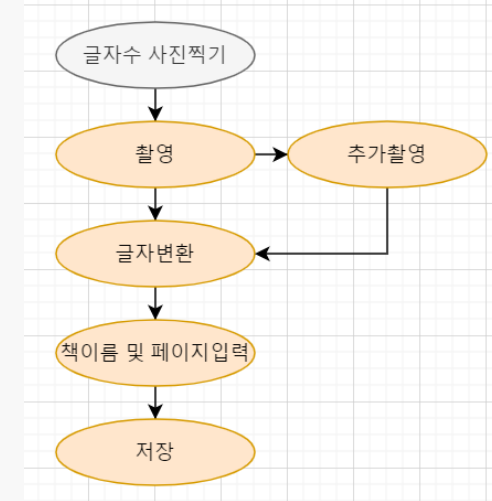 글자수 사진찍기
촬영
추가촬영
글자변환
책이름 및 페이지입력
저장